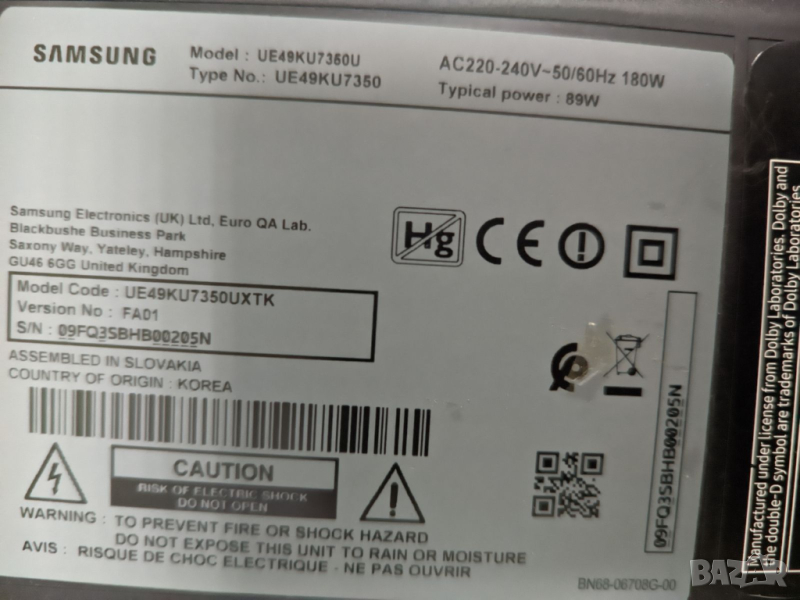 SAMSUNG
Model : UE49KU7350U
Type No.: UE49KU7350
AC220-240V~50/60Hz 180W
Typical power : 89W
Samsung Electronics (UK) Ltd, Euro QA Lab.
Blackbushe Business Park
Saxony Way, Yateley, Hampshire
GU46 6GG United Kingdom
Hg
CE
Model Code : UE49KU7350UXTK
Version No : FA01
S/N : 09FQ3SBHB00205N
ASSEMBLED IN SLOVAKIA
COUNTRY OF ORIGIN : KOREA
CAUTION
RISK OF ELECTRIC SHOCK
DO NOT OPEN
WARNING : TO PREVENT FIRE OR SHOCK HAZARD
DO NOT EXPOSE THIS UNIT TO RAIN OR MOISTURE
AVIS : RISQUE DE CHOC ELECTRIQUE - NE PAS OUVRIR
09FQ3SBHB00205N
BN68-06708G-00
Manufactured under license from Dolby Laboratories. Dolby and
the double-D symbol are trademarks of Dolby Laboratories
BAZAR